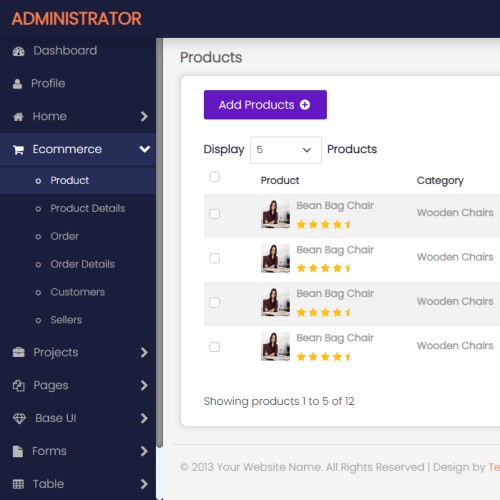 ADMINISTRATOR
Dashboard
Profile
Home
Ecommerce
Product
Product Details
Order
Order Details
Customers
Sellers
Projects
Pages
Base UI
Forms
Table
Products
Add Products
Display 5 Products
Product Category
Bean Bag Chair Wooden Chairs
Bean Bag Chair Wooden Chairs
Bean Bag Chair Wooden Chairs
Bean Bag Chair Wooden Chairs
Showing products 1 to 5 of 12
© 2013 Your Website Name. All Rights Reserved | Design by Te